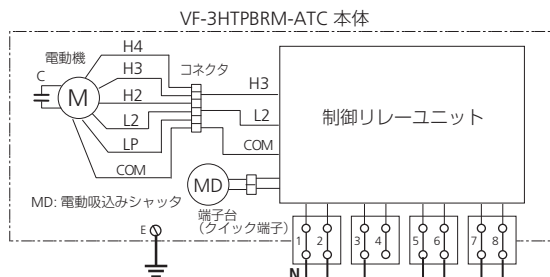 VF-3HTPBRM-ATC 本体
電動機
H4
H3
コネクタ
C
M
H2
L2
LP
COM
H3
L2
COM
制御リレーユニット
MD
MD: 電動吸込みシャッタ
端子台
(クイック端子)
E
1 2 3 4 5 6 7 8
N